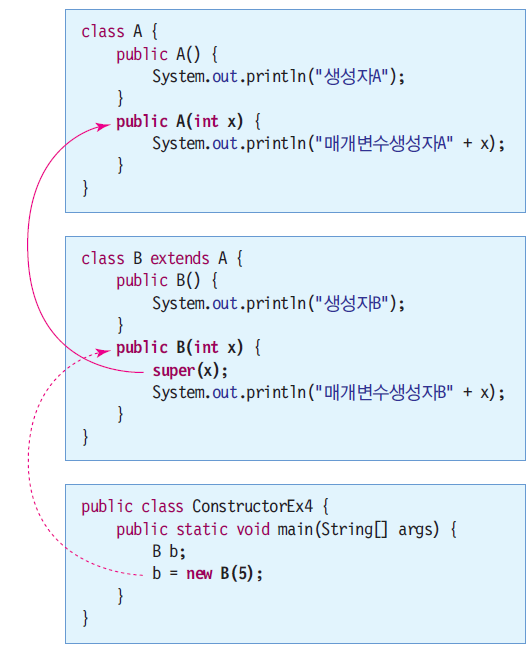 class A {
public A() {
System.out.println("생성자A");
}
public A(int x) {
System.out.println("매개변수생성자A" + x);
}
}
class B extends A {
public B() {
System.out.println("생성자B");
}
public B(int x) {
super(x);
System.out.println("매개변수생성자B" + x);
}
}
public class ConstructorEx4 {
public static void main(String[] args) {
B b;
b = new B(5);
}
}